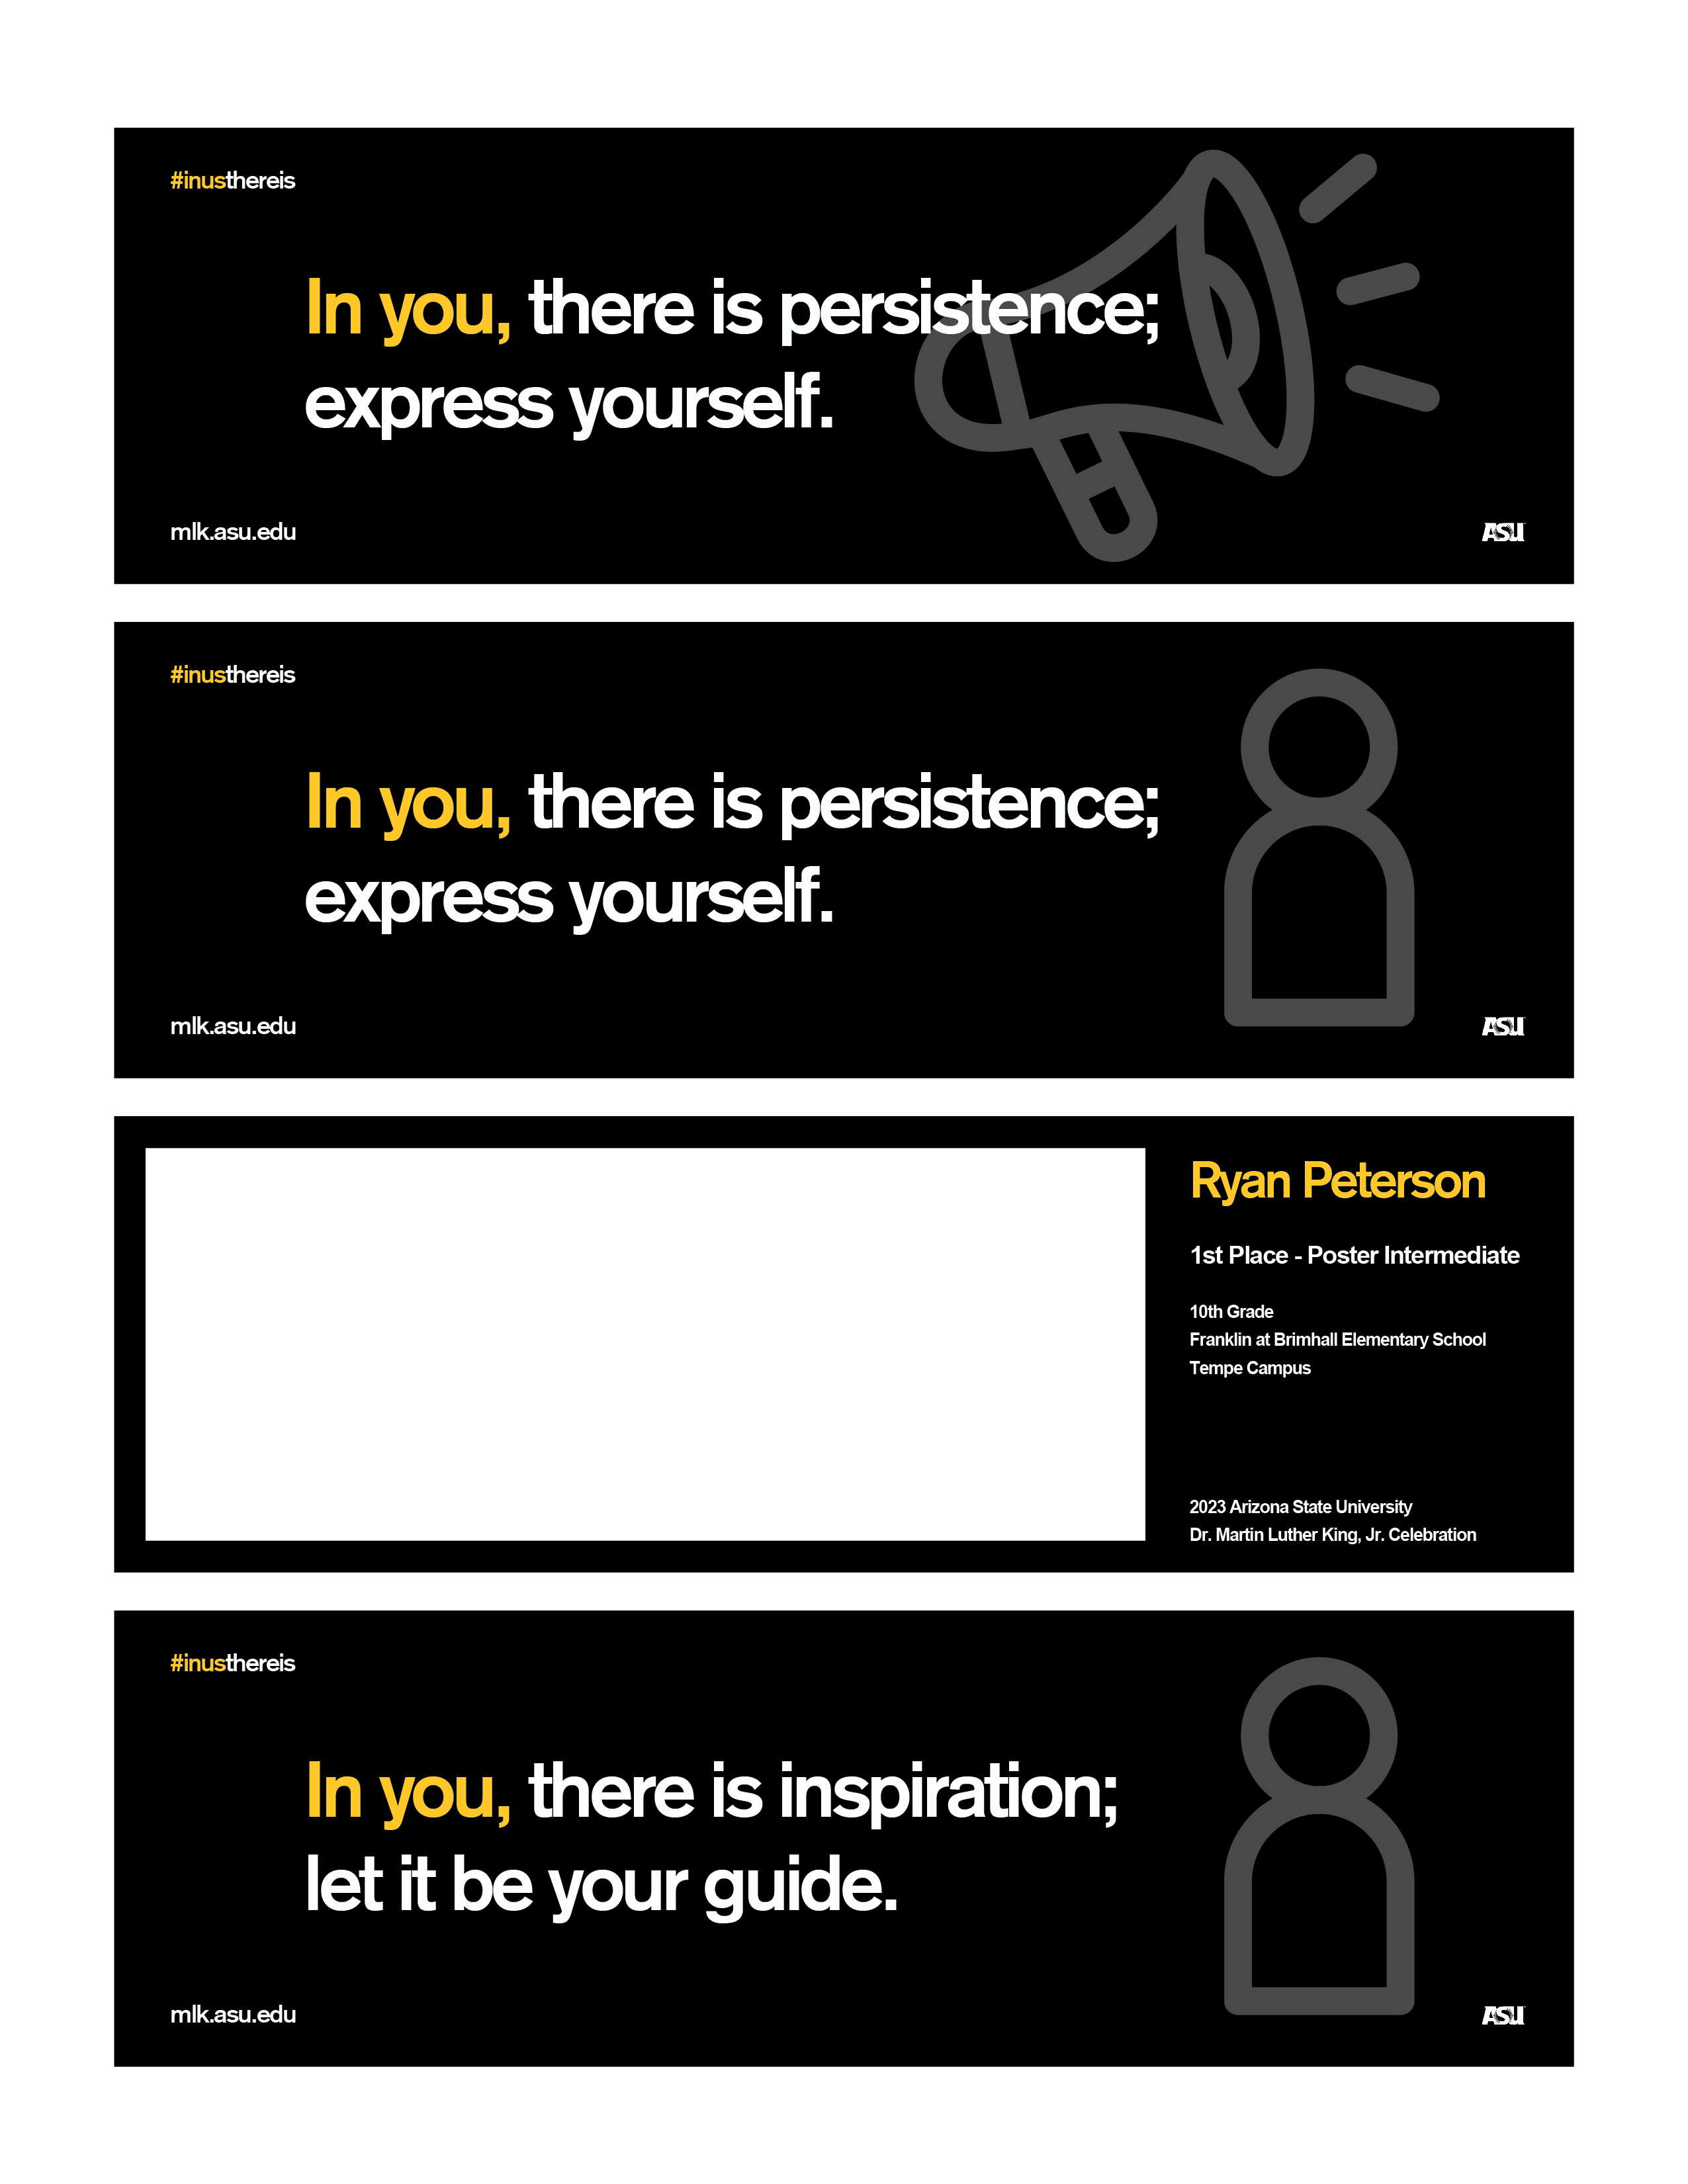 #inusthereis
In you, there is persistence;
express yourself.
mlk.asu.edu
ASU
#inusthereis
In you, there is persistence;
express yourself.
mlk.asu.edu
ASU
Ryan Peterson
1st Place - Poster Intermediate
10th Grade
Franklin at Brimhall Elementary School
Tempe Campus
2023 Arizona State University
Dr. Martin Luther King, Jr. Celebration
#inusthereis
In you, there is inspiration;
let it be your guide.
mlk.asu.edu
ASU